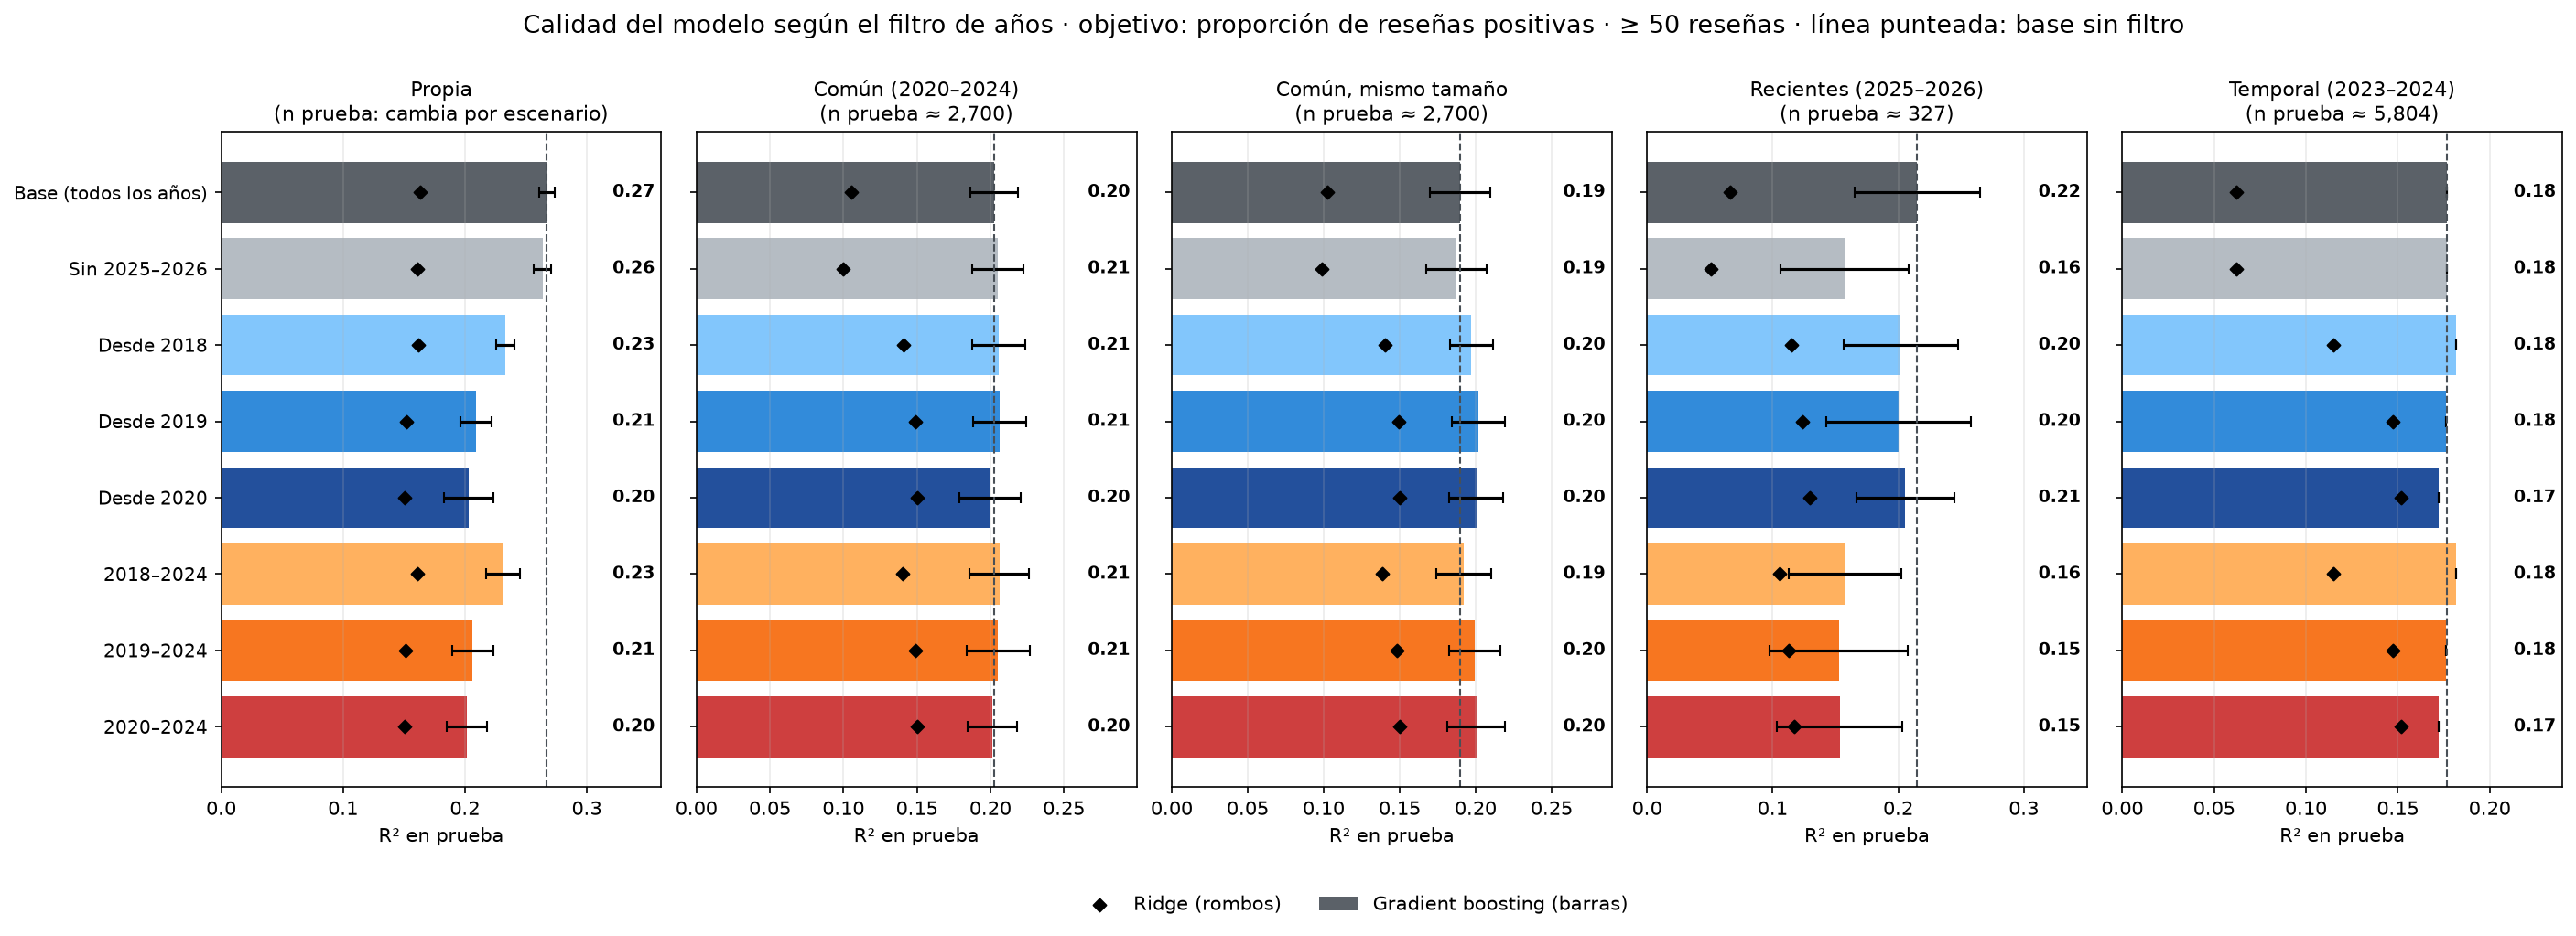 Calidad del modelo según el filtro de años · objetivo: proporción de reseñas positivas · ≥ 50 reseñas · línea punteada: base sin filtro
Propia
(n prueba: cambia por escenario)
Base (todos los años)
Sin 2025–2026
Desde 2018
Desde 2019
Desde 2020
2018–2024
2019–2024
2020–2024
0.27
0.26
0.23
0.21
0.20
0.23
0.21
0.20
0.0 0.1 0.2 0.3
R² en prueba
Común (2020–2024)
(n prueba ≈ 2,700)
0.20
0.21
0.21
0.21
0.20
0.21
0.21
0.20
0.00 0.05 0.10 0.15 0.20 0.25
R² en prueba
Común, mismo tamaño
(n prueba ≈ 2,700)
0.19
0.19
0.20
0.20
0.20
0.19
0.20
0.20
0.00 0.05 0.10 0.15 0.20 0.25
R² en prueba
Recientes (2025–2026)
(n prueba ≈ 327)
0.22
0.16
0.20
0.20
0.21
0.16
0.15
0.15
0.0 0.1 0.2 0.3
R² en prueba
Temporal (2023–2024)
(n prueba ≈ 5,804)
0.18
0.18
0.18
0.18
0.17
0.18
0.18
0.17
0.00 0.05 0.10 0.15 0.20
R² en prueba
Ridge (rombos)
Gradient boosting (barras)